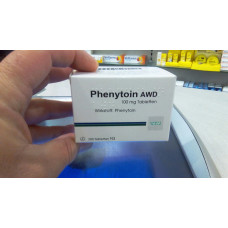 Phenytoin AWD
100 mg Tabletten
Wirkstoff: Phenytoin